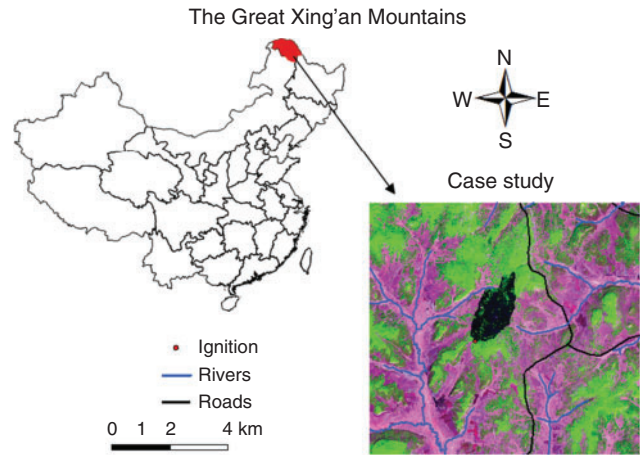 The Great Xing'an Mountains
N
W E
S
Case study
Ignition
Rivers
Roads
0 1 2 4 km